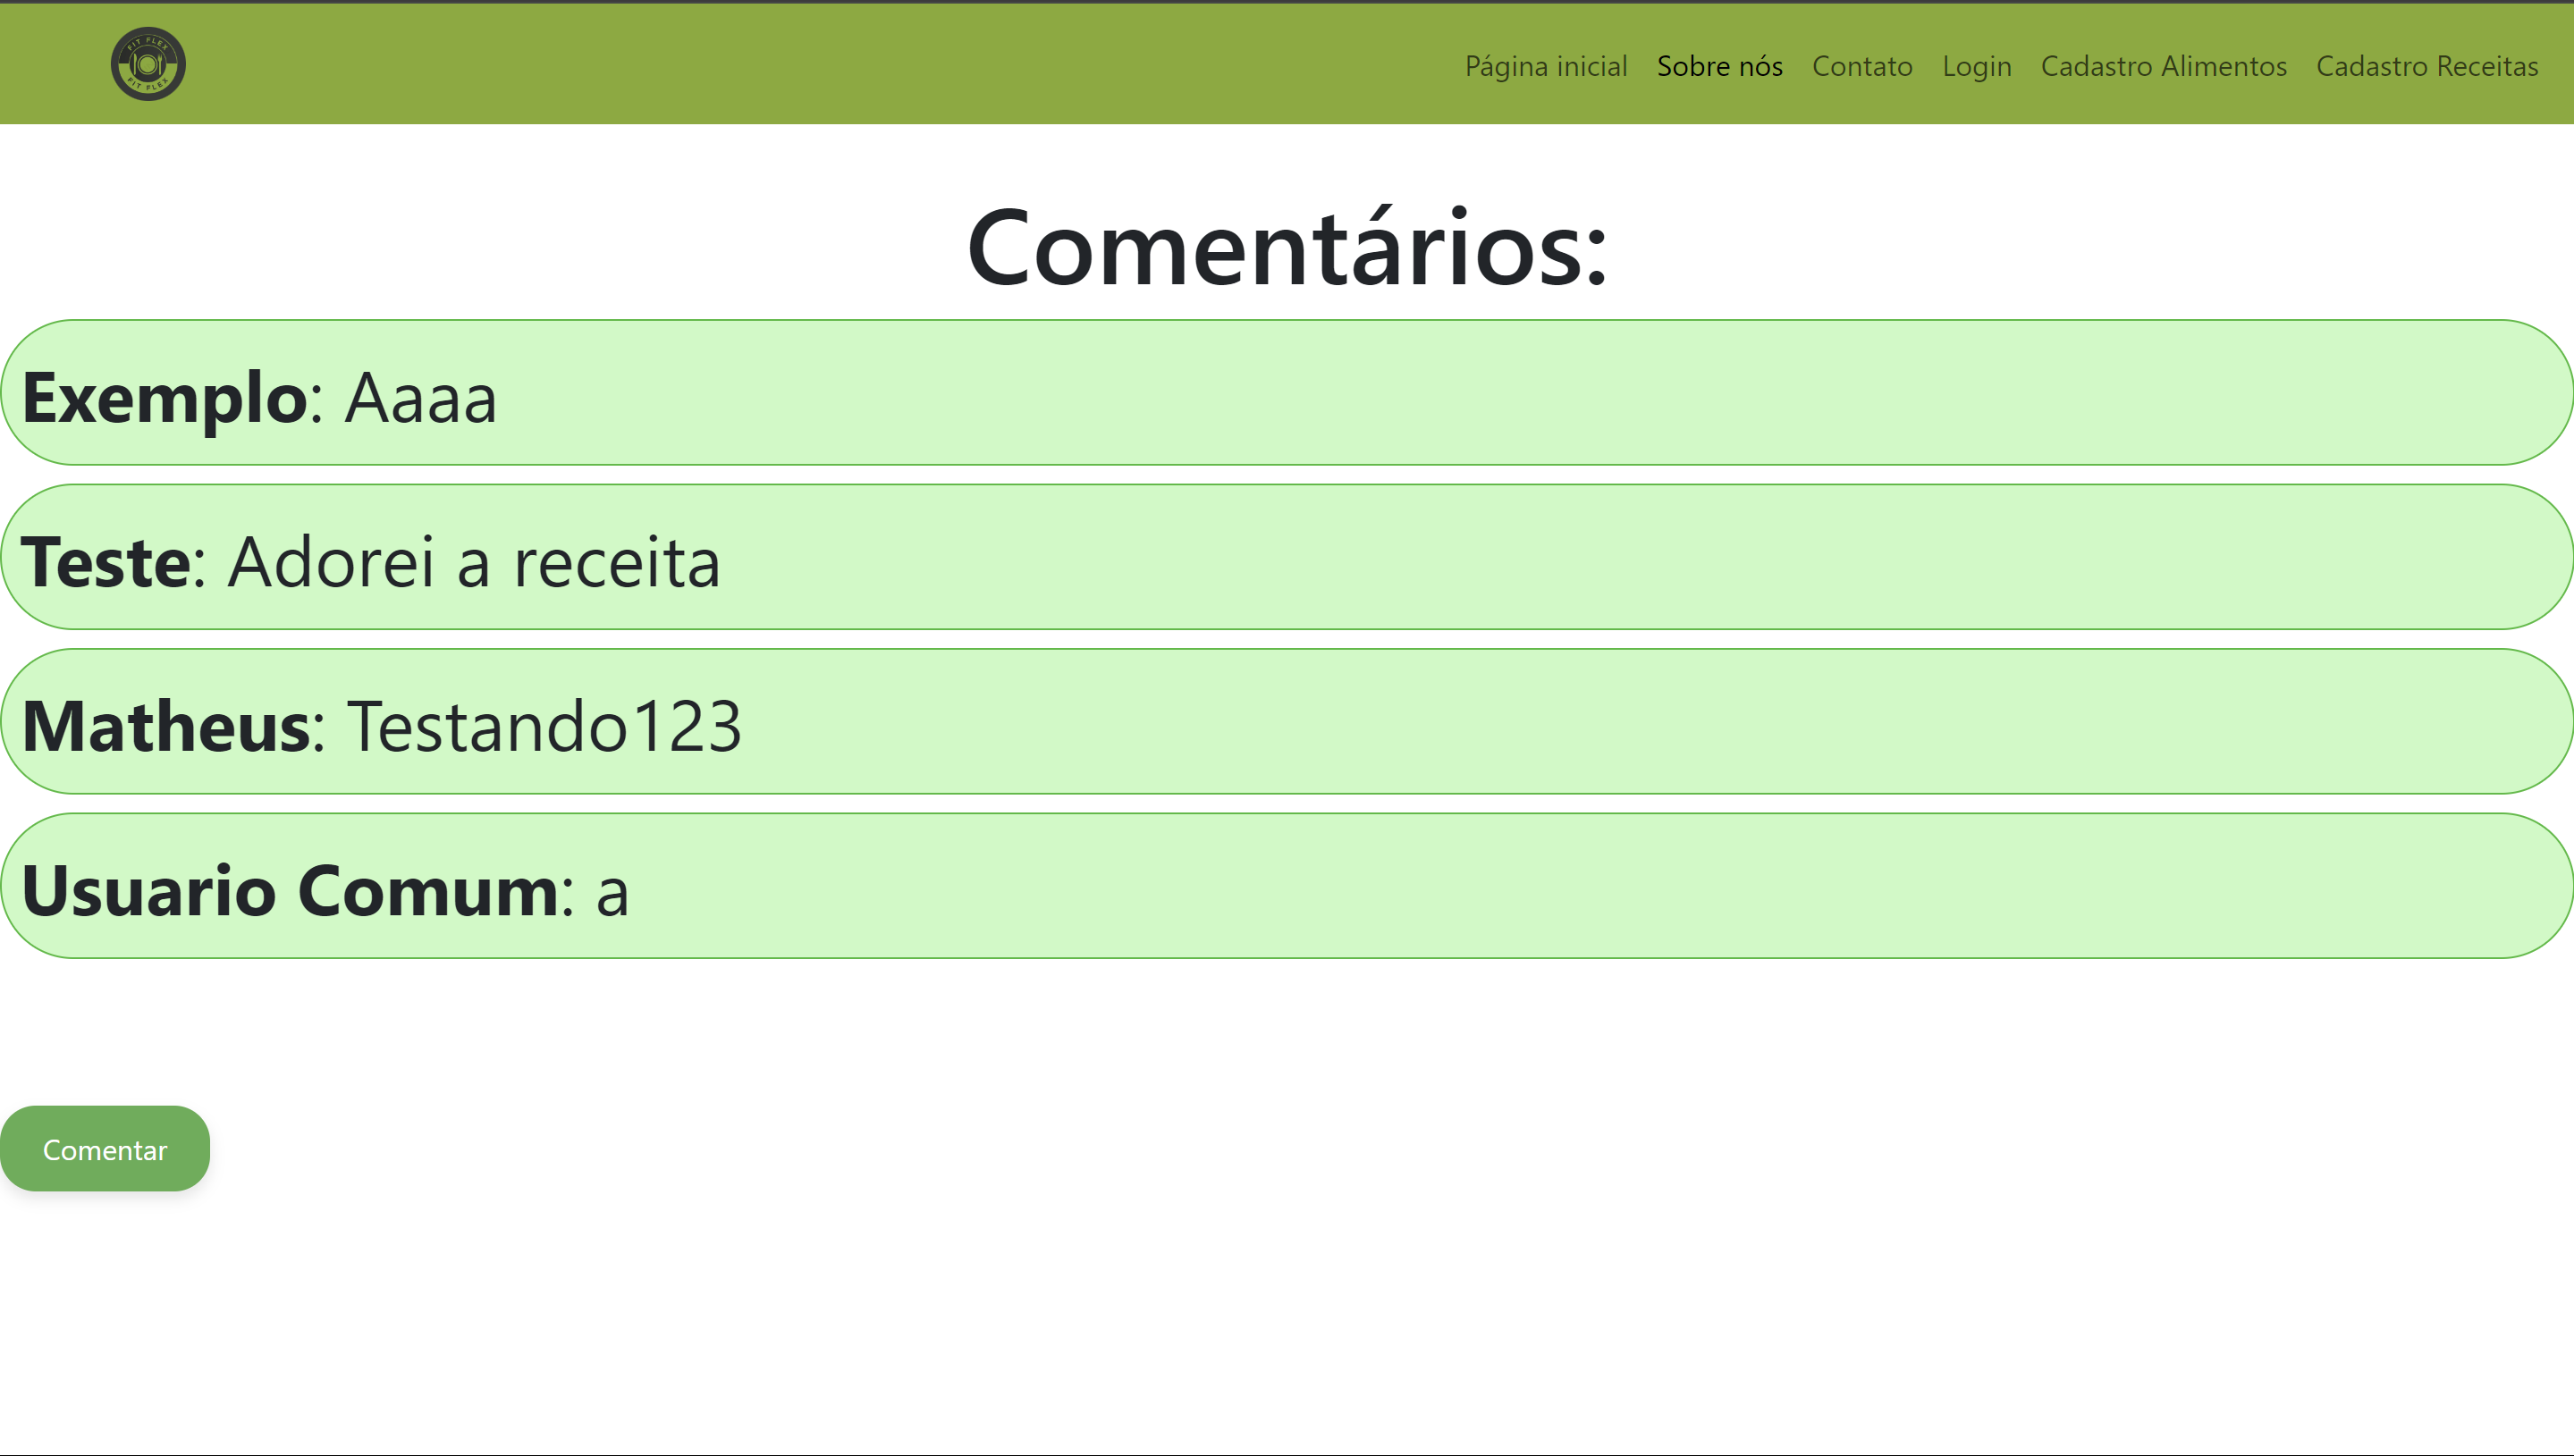 FIT FLEX
FIT FLEX
Página inicial Sobre nós Contato Login Cadastro Alimentos Cadastro Receitas
Comentários:
Exemplo: Aaaa
Teste: Adorei a receita
Matheus: Testando123
Usuario Comum: a
Comentar